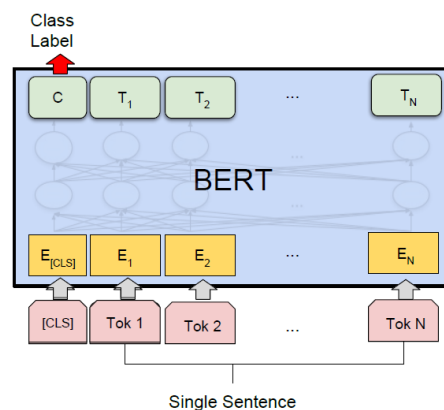 Class
Label
C T1 T2 ... TN
...
...
BERT
E[CLS] E1 E2 ... EN
[CLS] Tok 1 Tok 2 ... Tok N
Single Sentence